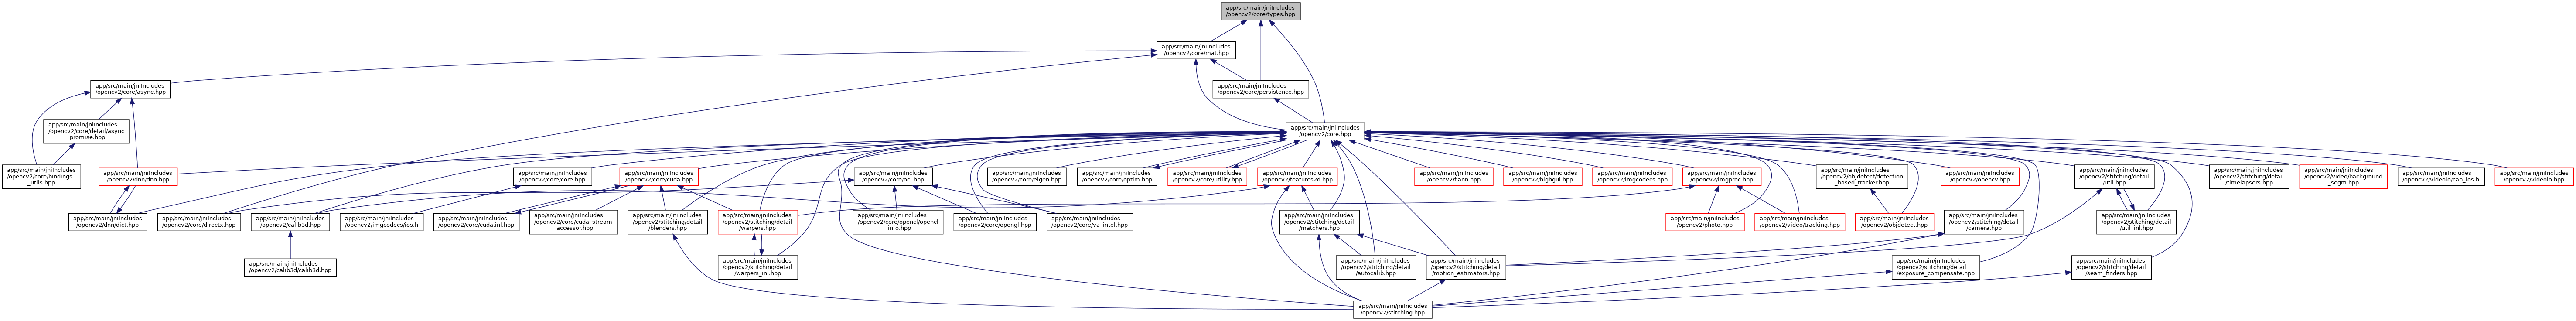 app/src/main/jniIncludes
/opencv2/core/types.hpp
app/src/main/jniIncludes
/opencv2/core/mat.hpp
app/src/main/jniIncludes
/opencv2/core/async.hpp
app/src/main/jniIncludes
/opencv2/core/persistence.hpp
app/src/main/jniIncludes
/opencv2/core/detail/async
_promise.hpp
app/src/main/jniIncludes
/opencv2/core.hpp
app/src/main/jniIncludes
/opencv2/core/bindings
_utils.hpp
app/src/main/jniIncludes
/opencv2/dnn/dnn.hpp
app/src/main/jniIncludes
/opencv2/core/core.hpp
app/src/main/jniIncludes
/opencv2/core/cuda.hpp
app/src/main/jniIncludes
/opencv2/core/ocl.hpp
app/src/main/jniIncludes
/opencv2/core/eigen.hpp
app/src/main/jniIncludes
/opencv2/core/optim.hpp
app/src/main/jniIncludes
/opencv2/core/utility.hpp
app/src/main/jniIncludes
/opencv2/features2d.hpp
app/src/main/jniIncludes
/opencv2/flann.hpp
app/src/main/jniIncludes
/opencv2/highgui.hpp
app/src/main/jniIncludes
/opencv2/imgcodecs.hpp
app/src/main/jniIncludes
/opencv2/imgproc.hpp
app/src/main/jniIncludes
/opencv2/objdetect/detection
_based_tracker.hpp
app/src/main/jniIncludes
/opencv2/opencv.hpp
app/src/main/jniIncludes
/opencv2/stitching/detail
/util.hpp
app/src/main/jniIncludes
/opencv2/stitching/detail
/timelapsers.hpp
app/src/main/jniIncludes
/opencv2/video/background
_segm.hpp
app/src/main/jniIncludes
/opencv2/videoio/cap_ios.h
app/src/main/jniIncludes
/opencv2/videoio.hpp
app/src/main/jniIncludes
/opencv2/dnn/dict.hpp
app/src/main/jniIncludes
/opencv2/core/directx.hpp
app/src/main/jniIncludes
/opencv2/calib3d.hpp
app/src/main/jniIncludes
/opencv2/imgcodecs/ios.h
app/src/main/jniIncludes
/opencv2/core/cuda.inl.hpp
app/src/main/jniIncludes
/opencv2/core/cuda_stream
_accessor.hpp
app/src/main/jniIncludes
/opencv2/stitching/detail
/blenders.hpp
app/src/main/jniIncludes
/opencv2/stitching/detail
/warpers.hpp
app/src/main/jniIncludes
/opencv2/core/opencl/opencl
_info.hpp
app/src/main/jniIncludes
/opencv2/core/opengl.hpp
app/src/main/jniIncludes
/opencv2/core/va_intel.hpp
app/src/main/jniIncludes
/opencv2/stitching/detail
/matchers.hpp
app/src/main/jniIncludes
/opencv2/photo.hpp
app/src/main/jniIncludes
/opencv2/video/tracking.hpp
app/src/main/jniIncludes
/opencv2/objdetect.hpp
app/src/main/jniIncludes
/opencv2/stitching/detail
/camera.hpp
app/src/main/jniIncludes
/opencv2/stitching/detail
/util_inl.hpp
app/src/main/jniIncludes
/opencv2/calib3d/calib3d.hpp
app/src/main/jniIncludes
/opencv2/stitching/detail
/warpers_inl.hpp
app/src/main/jniIncludes
/opencv2/stitching/detail
/autocalib.hpp
app/src/main/jniIncludes
/opencv2/stitching/detail
/motion_estimators.hpp
app/src/main/jniIncludes
/opencv2/stitching/detail
/exposure_compensate.hpp
app/src/main/jniIncludes
/opencv2/stitching/detail
/seam_finders.hpp
app/src/main/jniIncludes
/opencv2/stitching.hpp